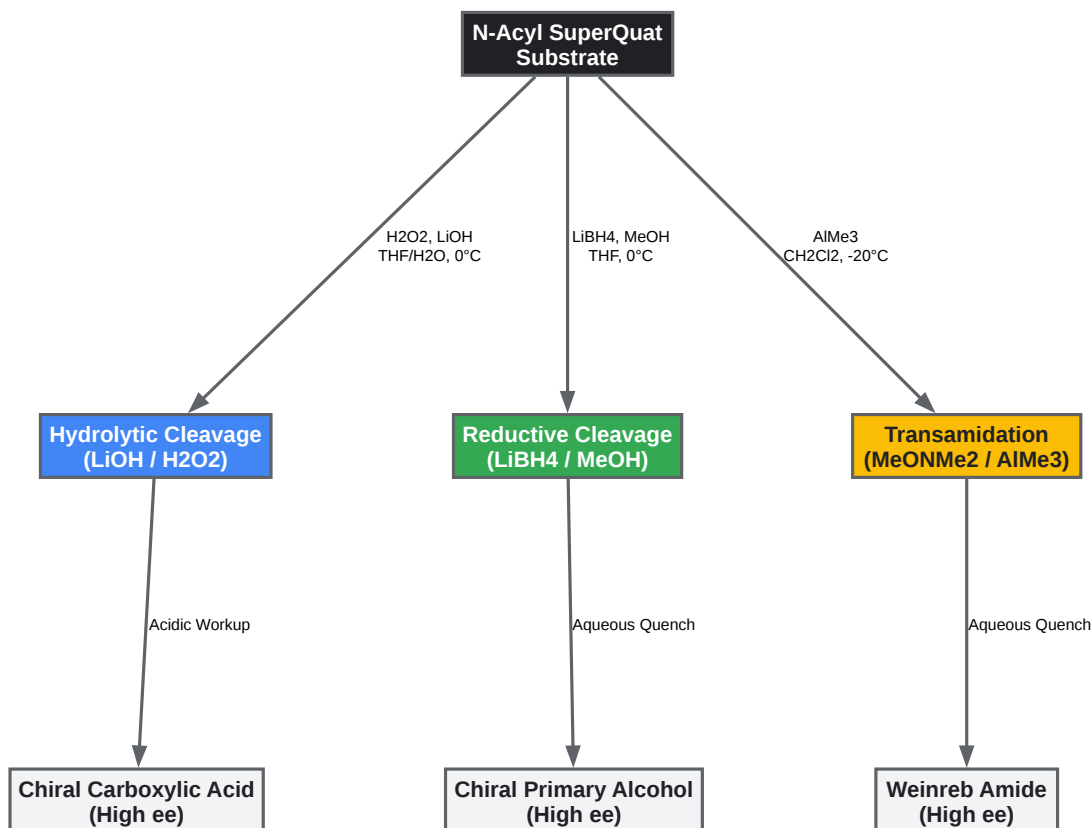 N-Acyl SuperQuat
Substrate
H2O2, LiOH
THF/H2O, 0°C
LiBH4, MeOH
THF, 0°C
AlMe3
CH2Cl2, -20°C
Hydrolytic Cleavage
(LiOH / H2O2)
Reductive Cleavage
(LiBH4 / MeOH)
Transamidation
(MeONMe2 / AlMe3)
Acidic Workup
Aqueous Quench
Aqueous Quench
Chiral Carboxylic Acid
(High ee)
Chiral Primary Alcohol
(High ee)
Weinreb Amide
(High ee)